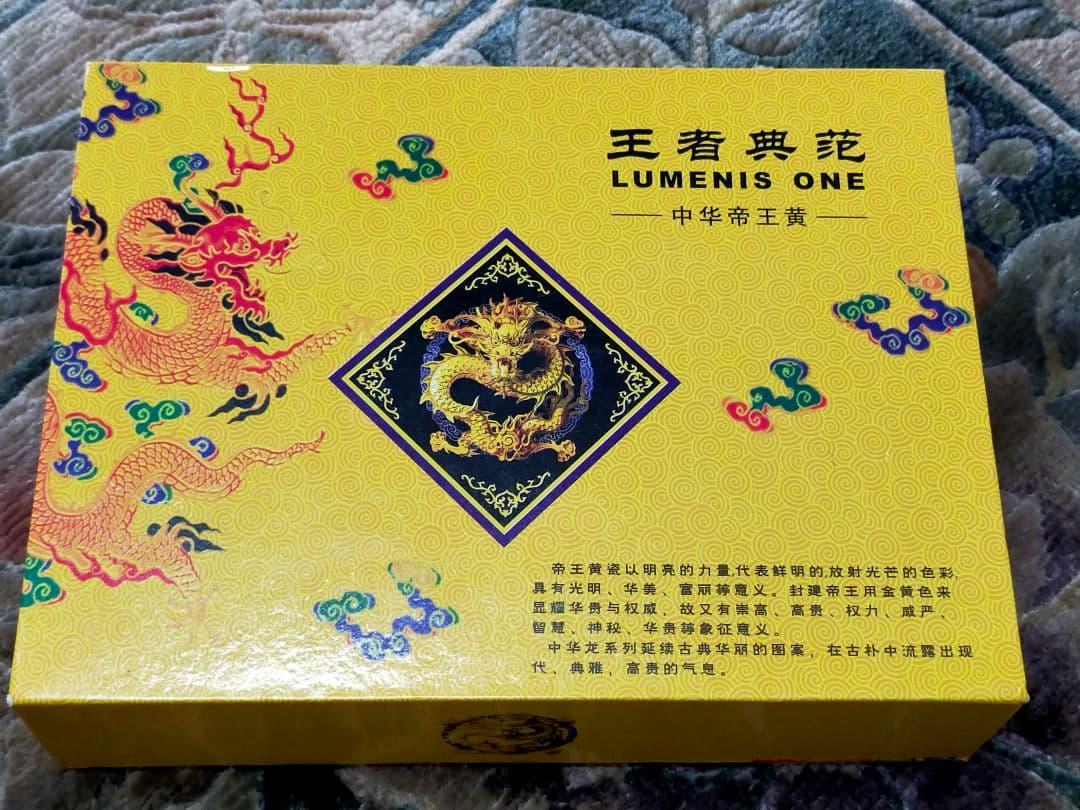 王者典范
LUMENIS ONE
中华帝王黄
帝王黄瓷以明亮的力量,代表鲜明的,放射光芒的色彩,
具有光明、华美、富丽等意义。封建帝王用金黄色来
显耀华贵与权威，故又有崇高、高贵、权力、威严、
智慧、神秘、华贵等象征意义。
中华龙系列延续古典华丽的图案，在古朴中流露出现
代、典雅，高贵的气息。